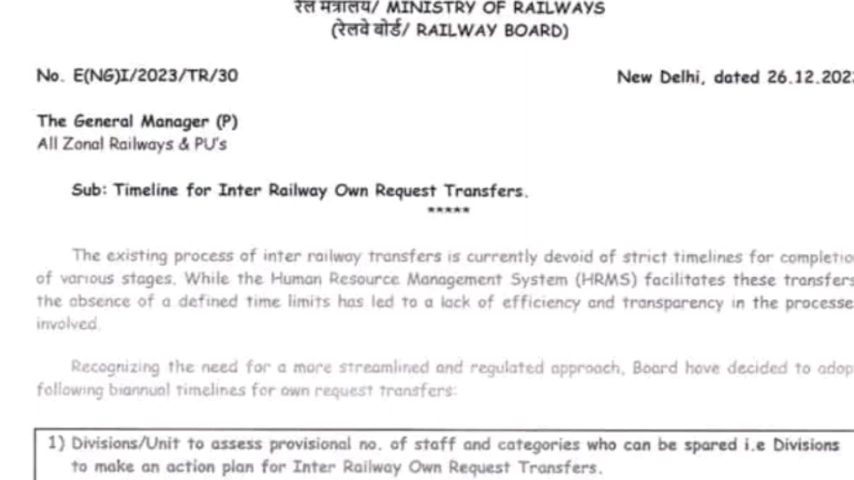 रेल मंत्रालय/ MINISTRY OF RAILWAYS
(रेलवे बोर्ड/ RAILWAY BOARD)
No. E(NG)I/2023/TR/30 New Delhi, dated 26.12.202
The General Manager (P)
All Zonal Railways & PU's
Sub: Timeline for Inter Railway Own Request Transfers.
*****
The existing process of inter railway transfers is currently devoid of strict timelines for completio
of various stages. While the Human Resource Management System (HRMS) facilitates these transfers
the absence of a defined time limits has led to a lack of efficiency and transparency in the processe
involved.
Recognizing the need for a more streamlined and regulated approach, Board have decided to adop
following biannual timelines for own request transfers:
1) Divisions/Unit to assess provisional no. of staff and categories who can be spared i.e Divisions
to make an action plan for Inter Railway Own Request Transfers.